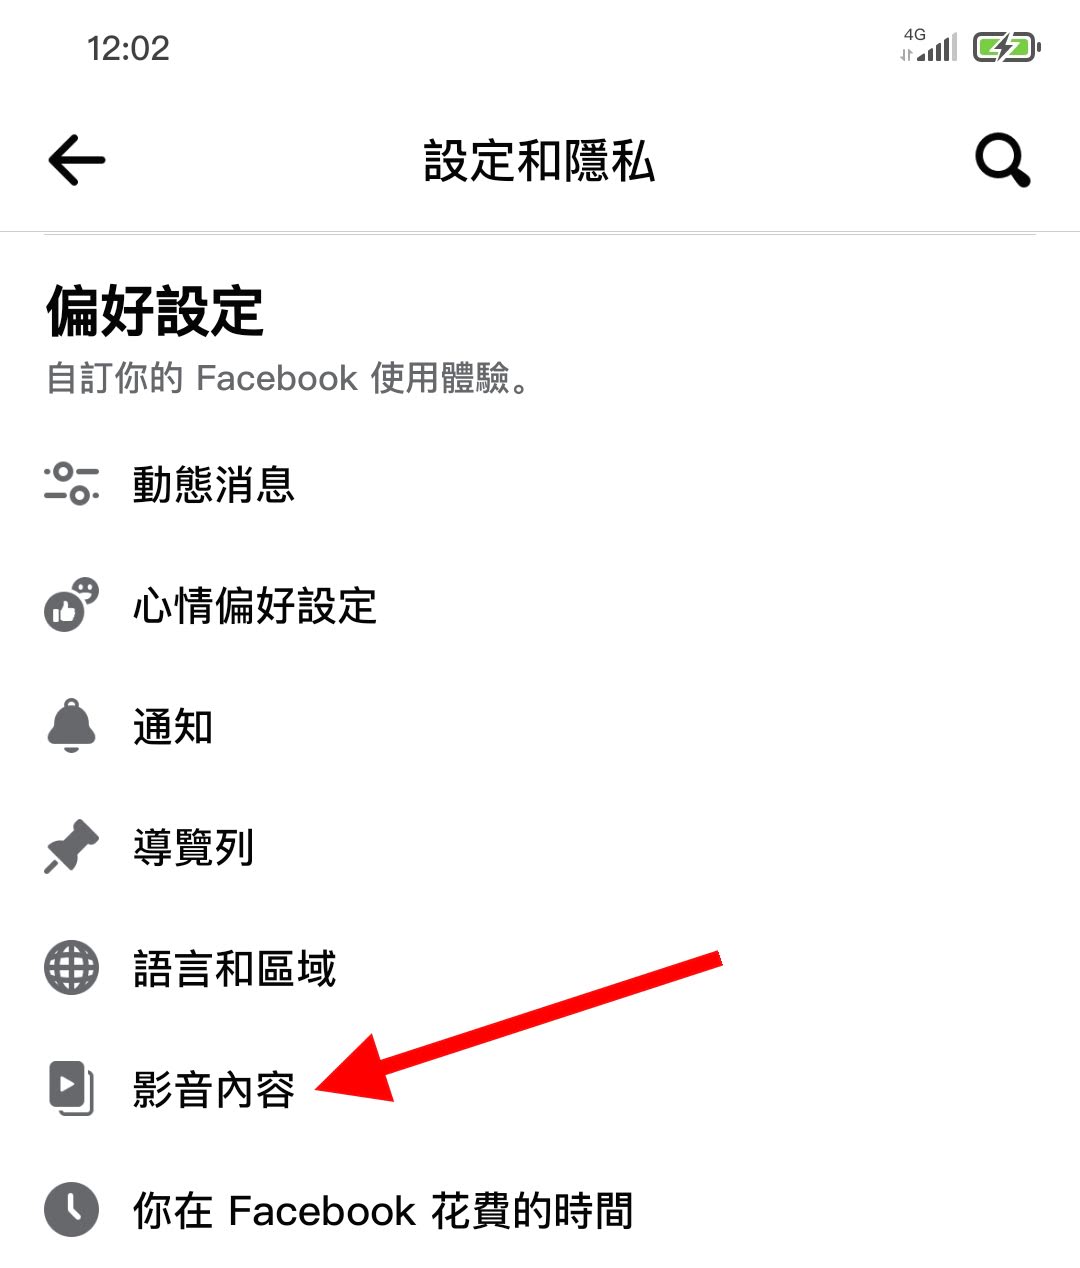 12:02
4G
設定和隱私
偏好設定
自訂你的 Facebook 使用體驗。
動態消息
心情偏好設定
通知
導覽列
語言和區域
影音內容
你在 Facebook 花費的時間